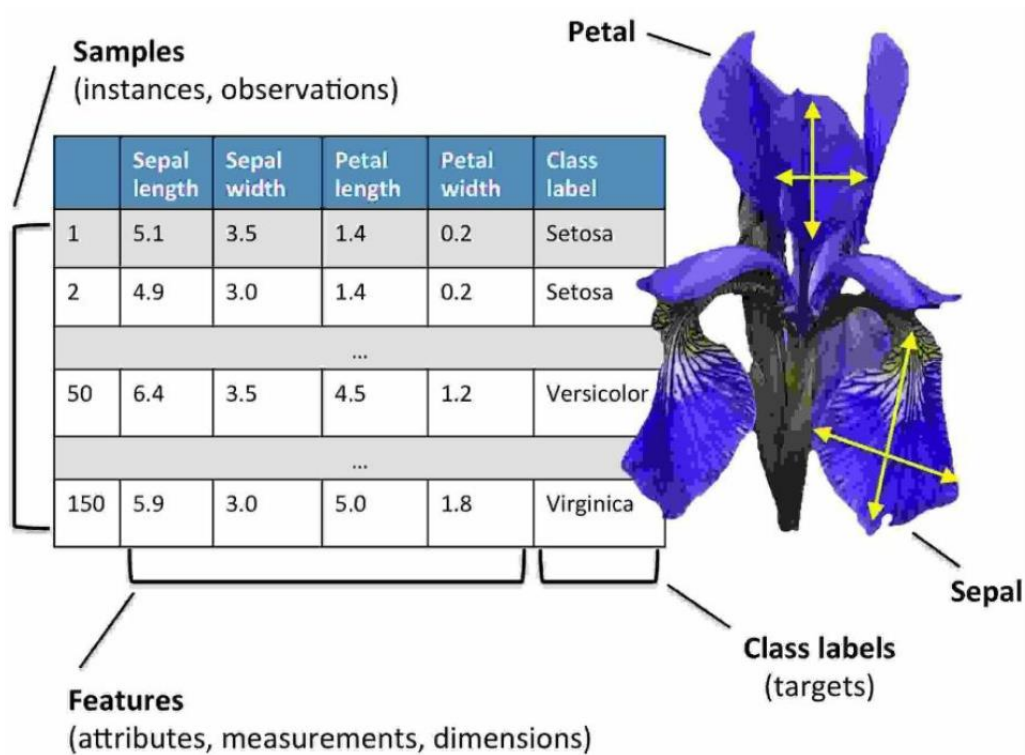 Samples
(instances, observations)
Petal
Sepal length Sepal width Petal length Petal width Class label
1 5.1 3.5 1.4 0.2 Setosa
2 4.9 3.0 1.4 0.2 Setosa
...
50 6.4 3.5 4.5 1.2 Versicolor
...
150 5.9 3.0 5.0 1.8 Virginica
Sepal
Class labels
(targets)
Features
(attributes, measurements, dimensions)